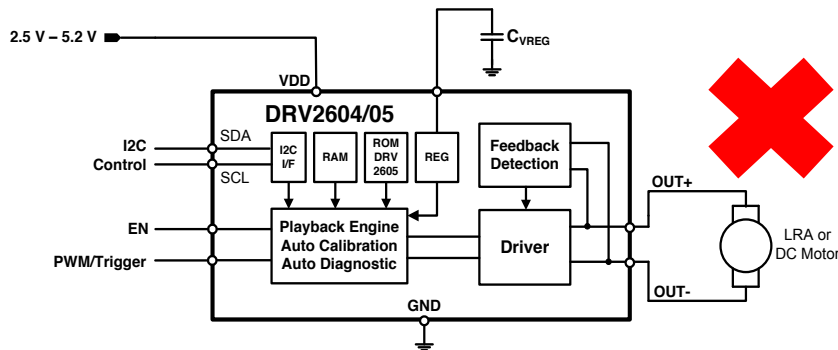 2.5 V – 5.2 V
C_VREG
VDD
DRV2604/05
I2C
Control
SDA
SCL
I2C
I/F
RAM
ROM
DRV
2605
REG
Feedback
Detection
OUT+
EN
PWM/Trigger
Playback Engine
Auto Calibration
Auto Diagnostic
Driver
LRA or
DC Motor
OUT-
GND